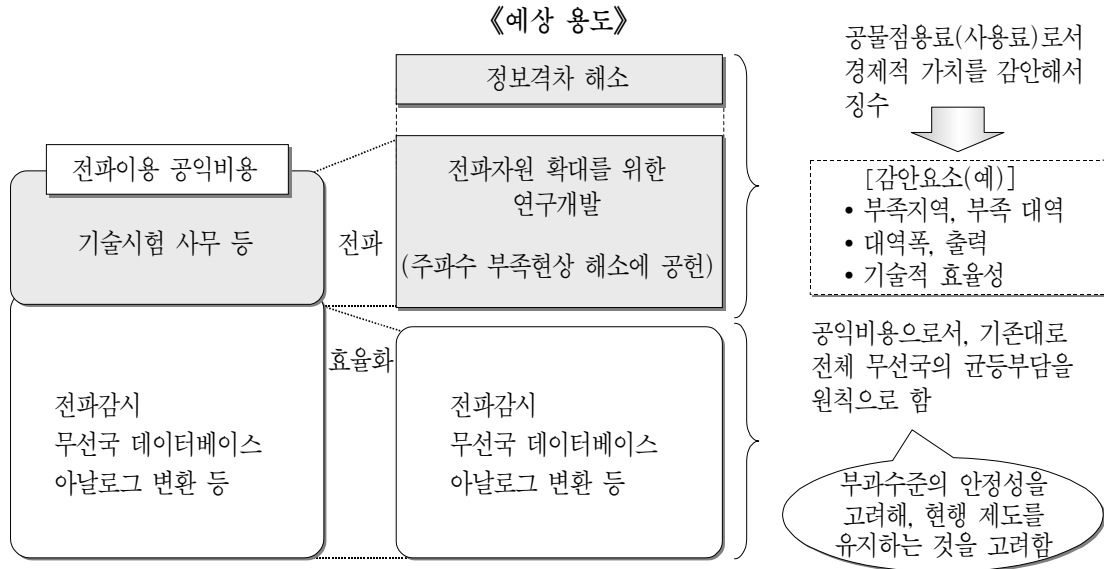 《예상 용도》
정보격차 해소
전파이용 공익비용
기술시험 사무 등
전파
전파자원 확대를 위한
연구개발
(주파수 부족현상 해소에 공헌)
효율화
전파감시
무선국 데이터베이스
아날로그 변환 등
전파감시
무선국 데이터베이스
아날로그 변환 등
공물점용료(사용료)로서
경제적 가치를 감안해서
징수
[감안요소(예)]
• 부족지역, 부족 대역
• 대역폭, 출력
• 기술적 효율성
공익비용으로서, 기존대로
전체 무선국의 균등부담을
원칙으로 함
부과수준의 안정성을
고려해, 현행 제도를
유지하는 것을 고려함